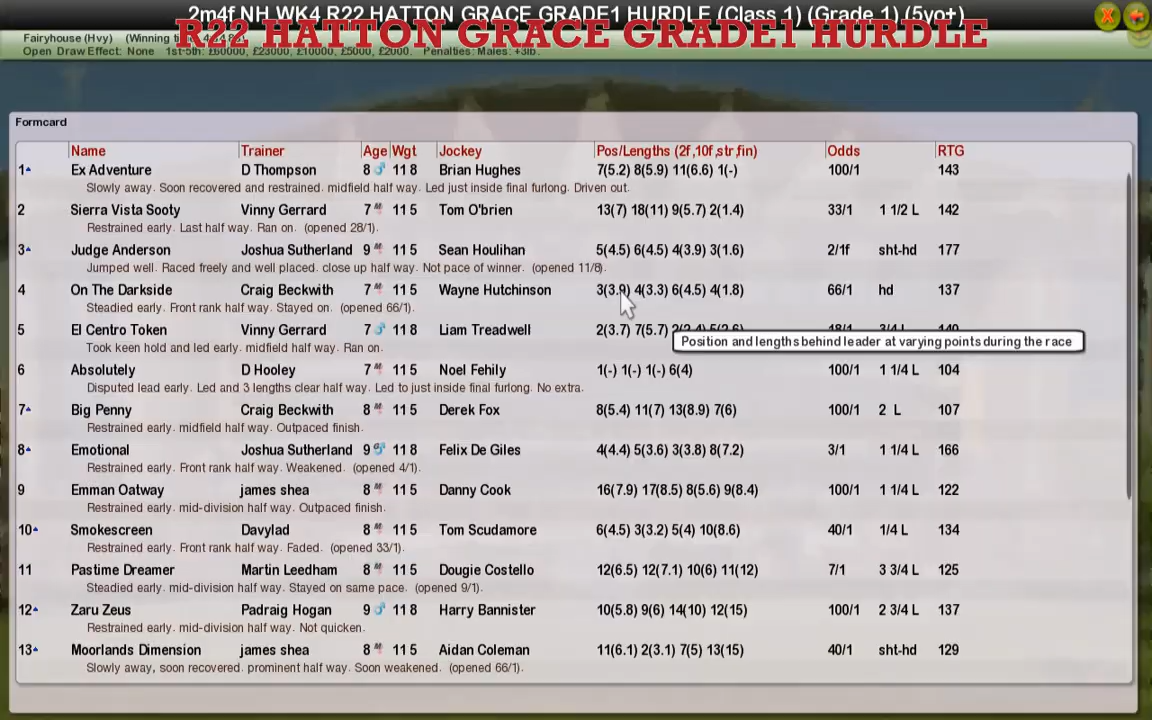 2m4f NH WK4 R22 HATTON GRACE GRADE1 HURDLE (Class 1) (Grade 1) (5yo+)
R22 HATTON GRACE GRADE1 HURDLE
Fairyhouse (Hvy) (Winning
Open Draw Effect: None 1st-5th: £60000, £23000, £10000, £5000, £2000. Penalties: Males: +3lb.
Formcard
Name Trainer Age Wgt Jockey Pos/Lengths (2f,10f,str,fin) Odds RTG
1 Ex Adventure D Thompson 8 11 8 Brian Hughes 7(5.2) 8(5.9) 11(6.6) 1(-) 100/1 143
Slowly away. Soon recovered and restrained. midfield half way. Led just inside final furlong. Driven out.
2 Sierra Vista Sooty Vinny Gerrard 7 11 5 Tom O'brien 13(7) 18(11) 9(5.7) 2(1.4) 33/1 1 1/2 L 142
Restrained early. Last half way. Ran on. (opened 28/1).
3 Judge Anderson Joshua Sutherland 9 11 5 Sean Houlihan 5(4.5) 6(4.5) 4(3.9) 3(1.6) 2/1f sht-hd 177
Jumped well. Raced freely and well placed. close up half way. Not pace of winner. (opened 11/8).
4 On The Darkside Craig Beckwith 7 11 5 Wayne Hutchinson 3(3.9) 4(3.3) 6(4.5) 4(1.8) 66/1 hd 137
Steadied early. Front rank half way. Stayed on. (opened 66/1).
5 El Centro Token Vinny Gerrard 7 11 8 Liam Treadwell 2(3.7) 7(5.7) 2(2.4) 5(2.6) 18/1 3/4 L 140
Position and lengths behind leader at varying points during the race
Took keen hold and led early. midfield half way. Ran on.
6 Absolutely D Hooley 7 11 5 Noel Fehily 1(-) 1(-) 1(-) 6(4) 100/1 1 1/4 L 104
Disputed lead early. Led and 3 lengths clear half way. Led to just inside final furlong. No extra.
7 Big Penny Craig Beckwith 8 11 5 Derek Fox 8(5.4) 11(7) 13(8.9) 7(6) 100/1 2 L 107
Restrained early. midfield half way. Outpaced finish.
8 Emotional Joshua Sutherland 9 11 8 Felix De Giles 4(4.4) 5(3.6) 3(3.8) 8(7.2) 3/1 1 1/4 L 166
Restrained early. Front rank half way. Weakened. (opened 4/1).
9 Emman Oatway james shea 8 11 5 Danny Cook 16(7.9) 17(8.5) 8(5.6) 9(8.4) 100/1 1 1/4 L 122
Restrained early. mid-division half way. Outpaced finish.
10 Smokescreen Davylad 8 11 5 Tom Scudamore 6(4.5) 3(3.2) 5(4) 10(8.6) 40/1 1/4 L 134
Restrained early. Front rank half way. Faded. (opened 33/1).
11 Pastime Dreamer Martin Leedham 8 11 5 Dougie Costello 12(6.5) 12(7.1) 10(6) 11(12) 7/1 3 3/4 L 125
Steadied early. mid-division half way. Stayed on same pace. (opened 9/1).
12 Zaru Zeus Padraig Hogan 9 11 8 Harry Bannister 10(5.8) 9(6) 14(10) 12(15) 100/1 2 3/4 L 137
Restrained early. mid-division half way. Not quicken.
13 Moorlands Dimension james shea 8 11 5 Aidan Coleman 11(6.1) 2(3.1) 7(5) 13(15) 40/1 sht-hd 129
Slowly away, soon recovered. prominent half way. Soon weakened. (opened 66/1).